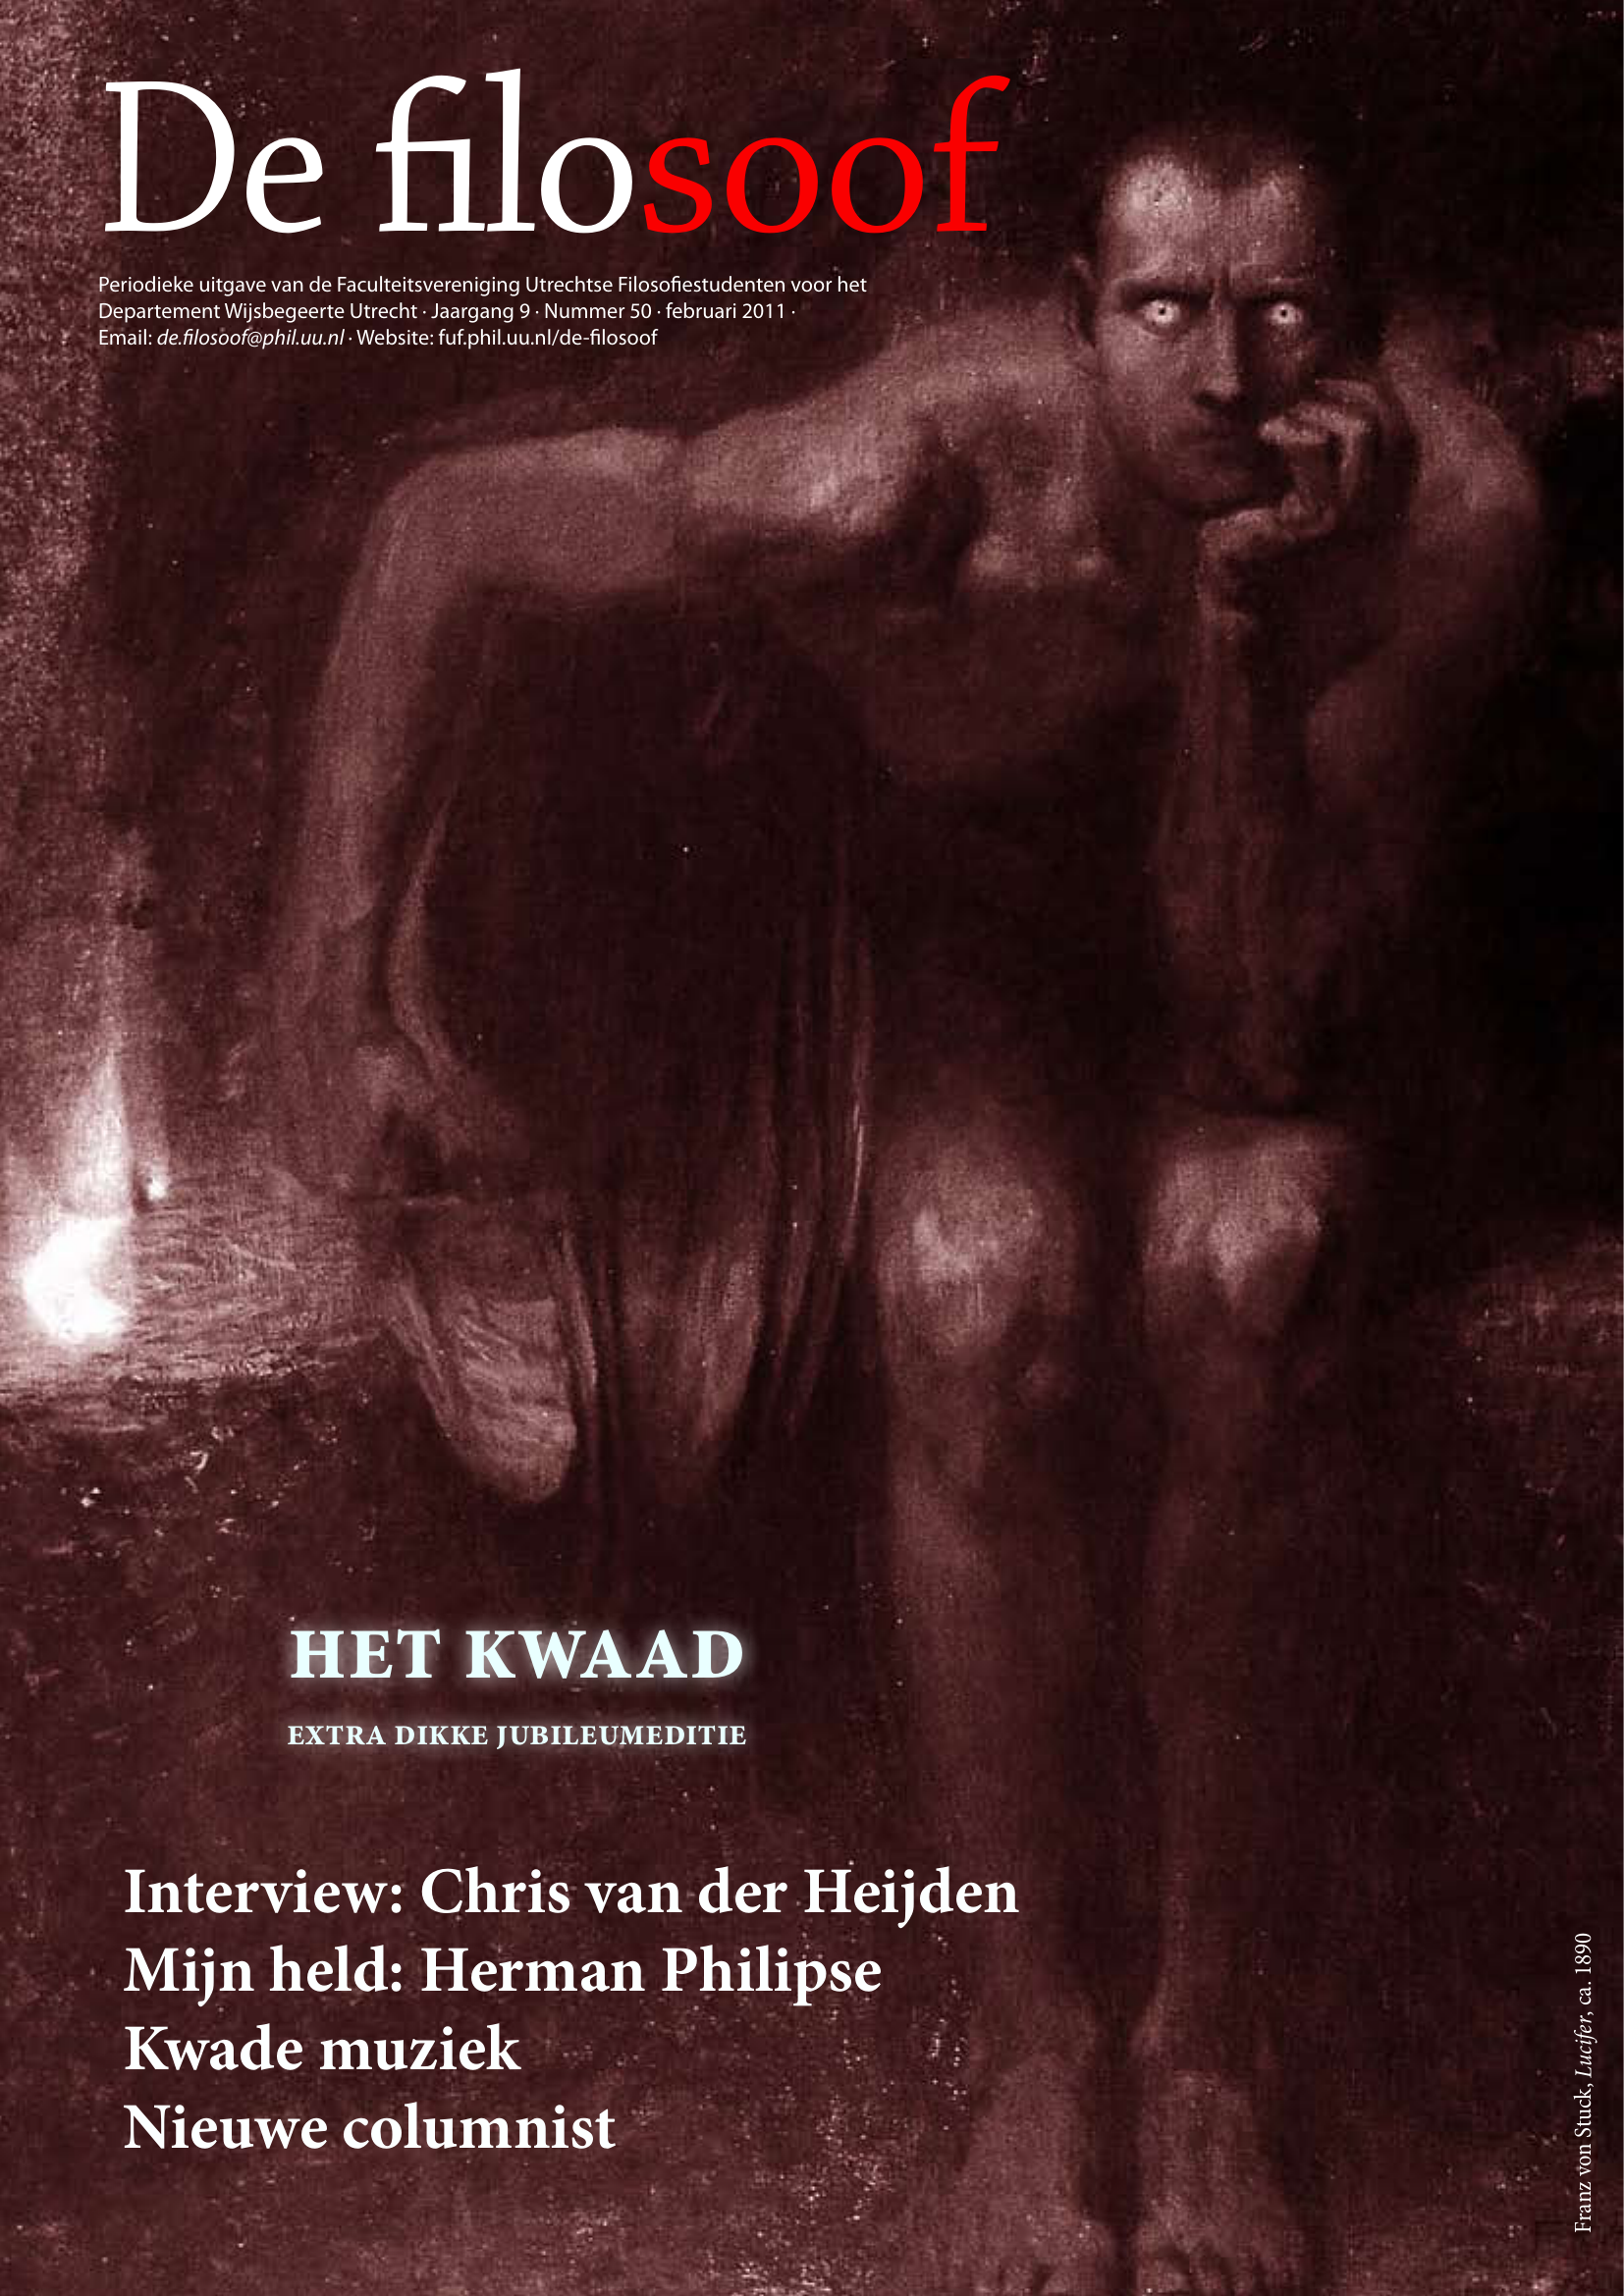 De filosoof
Periodieke uitgave van de Faculteitsvereniging Utrechtse Filosofiestudenten voor het
Departement Wijsbegeerte Utrecht · Jaargang 9 · Nummer 50 · februari 2011 ·
Email: de.filosoof@phil.uu.nl · Website: fuf.phil.uu.nl/de-filosoof
HET KWAAD
EXTRA DIKKE JUBILEUMEDITIE
Interview: Chris van der Heijden
Mijn held: Herman Philipse
Kwade muziek
Nieuwe columnist
Franz von Stuck, Lucifer, ca. 1890